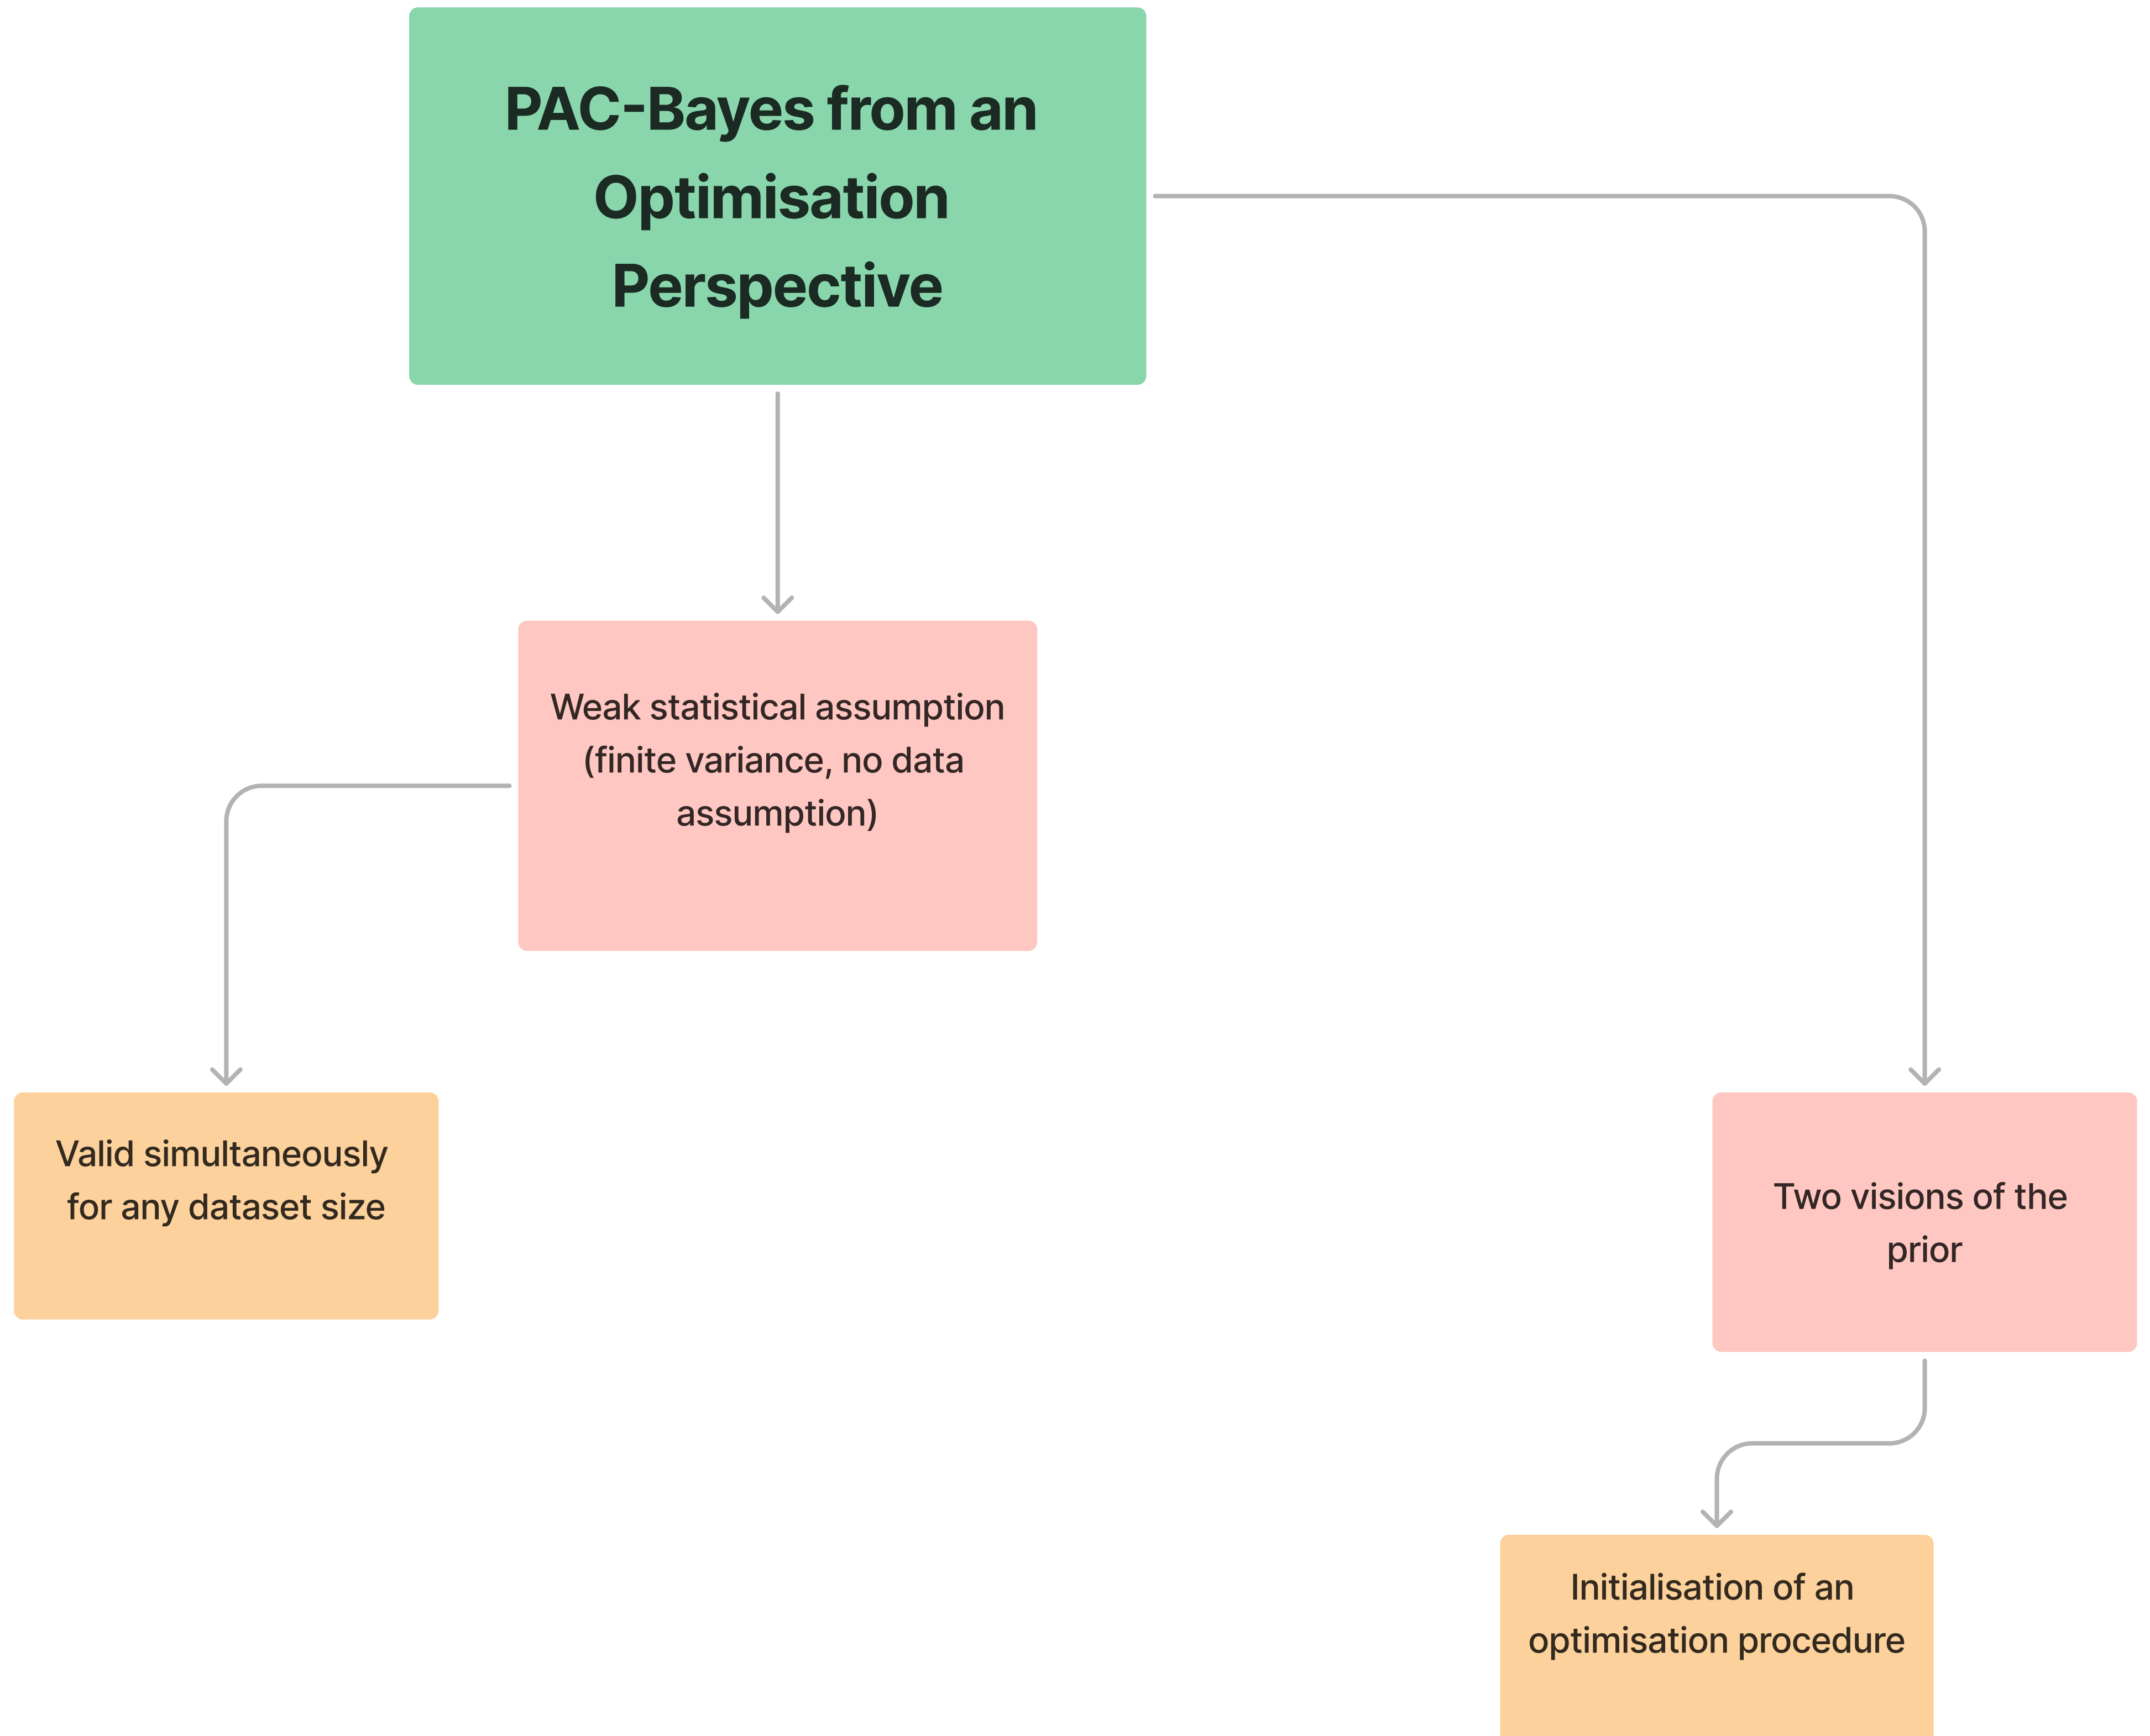 PAC-Bayes from an
Optimisation
Perspective
Weak statistical assumption
(finite variance, no data
assumption)
Valid simultaneously
for any dataset size
Two visions of the
prior
Initialisation of an
optimisation procedure